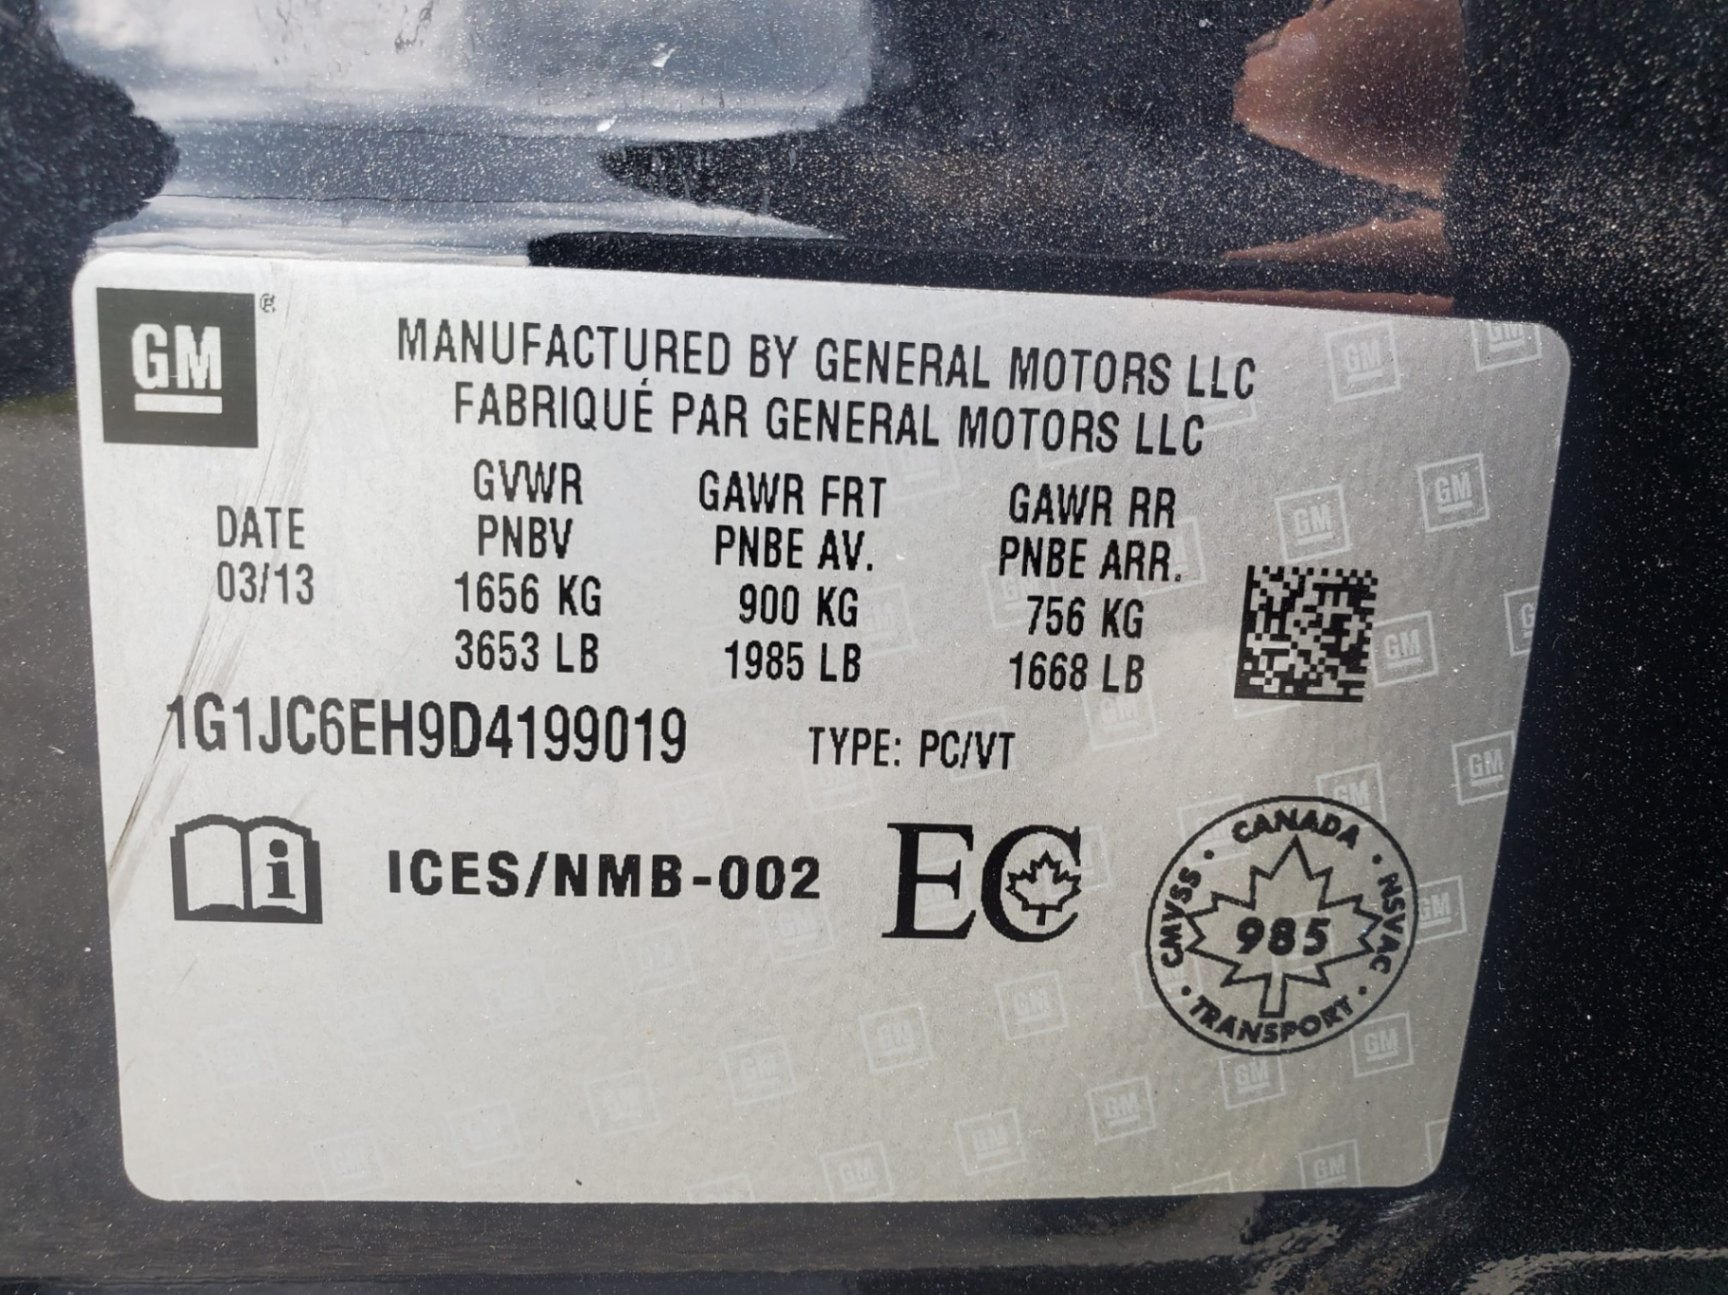 GM ®
MANUFACTURED BY GENERAL MOTORS LLC
FABRIQUÉ PAR GENERAL MOTORS LLC
DATE
03/13
GVWR
PNBV
1656 KG
3653 LB
GAWR FRT
PNBE AV.
900 KG
1985 LB
GAWR RR
PNBE ARR.
756 KG
1668 LB
1G1JC6EH9D4199019
TYPE: PC/VT
i
ICES/NMB-002
EC
CANADA
CMVSS · NSVAC
985
TRANSPORT